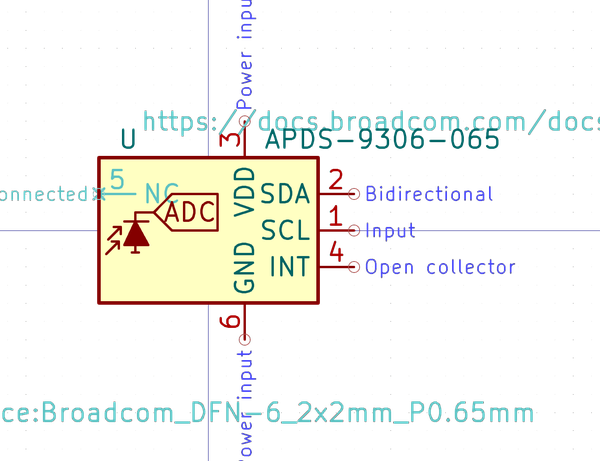 Power input
https://docs.broadcom.com/docs
U
3
APDS-9306-065
onnected
5
NC
VDD
SDA
2
Bidirectional
ADC
SCL
1
Input
GND
INT
4
Open collector
6
Power input
ce:Broadcom_DFN-6_2x2mm_P0.65mm